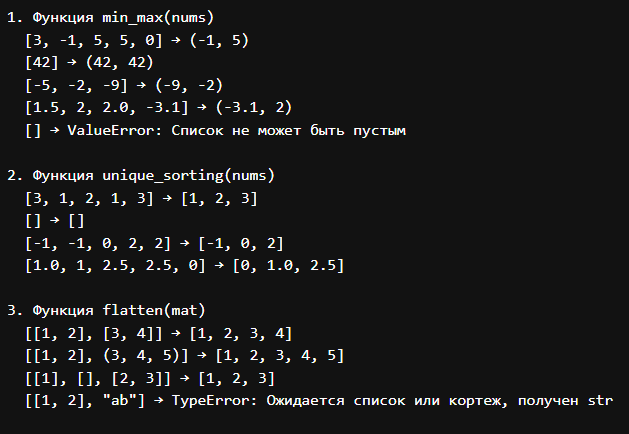 1. Функция min_max(nums)
[3, -1, 5, 5, 0] → (-1, 5)
[42] → (42, 42)
[-5, -2, -9] → (-9, -2)
[1.5, 2, 2.0, -3.1] → (-3.1, 2)
[] → ValueError: Список не может быть пустым
2. Функция unique_sorting(nums)
[3, 1, 2, 1, 3] → [1, 2, 3]
[] → []
[-1, -1, 0, 2, 2] → [-1, 0, 2]
[1.0, 1, 2.5, 2.5, 0] → [0, 1.0, 2.5]
3. Функция flatten(mat)
[[1, 2], [3, 4]] → [1, 2, 3, 4]
[[1, 2], (3, 4, 5)] → [1, 2, 3, 4, 5]
[[1], [], [2, 3]] → [1, 2, 3]
[[1, 2], "ab"] → TypeError: Ожидается список или кортеж, получен str